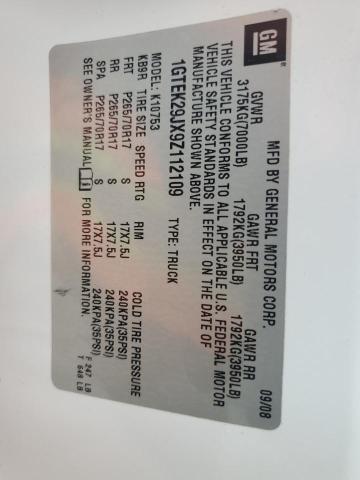 GM
MFD BY GENERAL MOTORS CORP. 09/08
GVWR GAWR FRT GAWR RR
3175KG(7000LB) 1792KG(3950LB) 1792KG(3950LB)
THIS VEHICLE CONFORMS TO ALL APPLICABLE U.S. FEDERAL MOTOR
VEHICLE SAFETY STANDARDS IN EFFECT ON THE DATE OF
MANUFACTURE SHOWN ABOVE.
1GTEK29JX9Z112109 TYPE: TRUCK
MODEL: K10753
KB9R TIRE SIZE SPEED RTG RIM COLD TIRE PRESSURE
FRT P265/70R17 S 17X7.5J 240KPA(35PSI)
RR P265/70R17 S 17X7.5J 240KPA(35PSI)
SPA P265/70R17 S 17X7.5J 240KPA(35PSI)
SEE OWNER'S MANUAL FOR MORE INFORMATION.
F 247 LB
T 648 LB